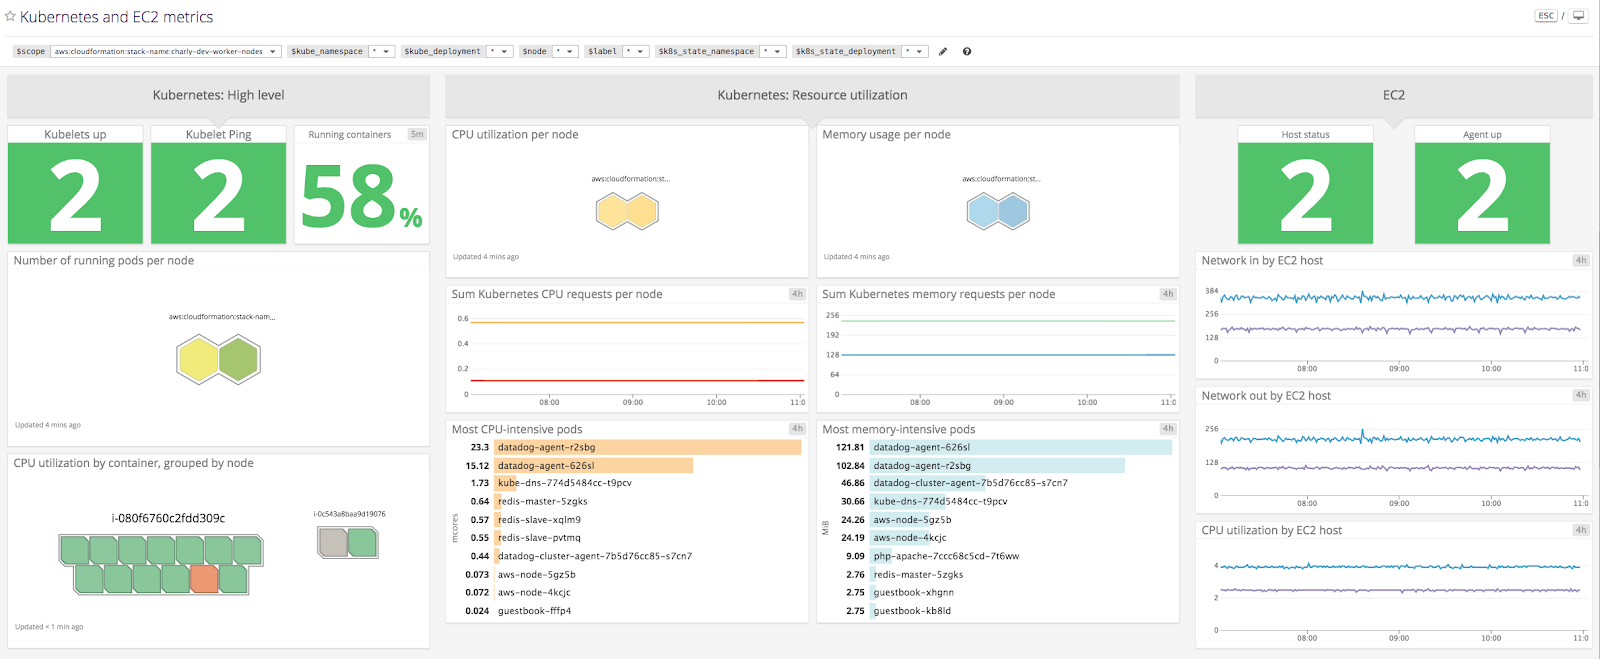 ☆ Kubernetes and EC2 metrics
ESC /
$scope aws:cloudformation:stack-name:charly-dev-worker-nodes $kube_namespace * $kube_deployment * $node * $label * $k8s_state_namespace * $k8s_state_deployment *
Kubernetes: High level
Kubelets up
2
Kubelet Ping
2
Running containers 5m
58%
Number of running pods per node
aws:cloudformation:stack-nam...
Updated 4 mins ago
CPU utilization by container, grouped by node
i-080f6760c2fdd309c
i-0c543a8baa9d19076
Updated < 1 min ago
Kubernetes: Resource utilization
CPU utilization per node
aws:cloudformation:st...
Updated 4 mins ago
Memory usage per node
aws:cloudformation:st...
Updated 4 mins ago
Sum Kubernetes CPU requests per node 4h
0.6
0.4
0.2
0
08:00 09:00 10:00 11:0
Sum Kubernetes memory requests per node 4h
256
192
128
64
0
08:00 09:00 10:00 11:0
Most CPU-intensive pods 4h
mcores
23.3 datadog-agent-r2sbg
15.12 datadog-agent-626sl
1.73 kube-dns-774d5484cc-t9pcv
0.64 redis-master-5zgks
0.57 redis-slave-xqlm9
0.55 redis-slave-pvtmq
0.44 datadog-cluster-agent-7b5d76cc85-s7cn7
0.073 aws-node-5gz5b
0.072 aws-node-4kcjc
0.024 guestbook-fffp4
Most memory-intensive pods 4h
MiB
121.81 datadog-agent-626sl
102.84 datadog-agent-r2sbg
46.86 datadog-cluster-agent-7b5d76cc85-s7cn7
30.66 kube-dns-774d5484cc-t9pcv
24.26 aws-node-5gz5b
24.19 aws-node-4kcjc
9.09 php-apache-7ccc68c5cd-7t6ww
2.76 redis-master-5zgks
2.75 guestbook-xhgnn
2.75 guestbook-kb8ld
EC2
Host status
2
Agent up
2
Network in by EC2 host 4h
384
256
128
0
08:00 09:00 10:00 11:0
Network out by EC2 host 4h
256
128
0
08:00 09:00 10:00 11:0
CPU utilization by EC2 host 4h
4
2
0
08:00 09:00 10:00 11:0